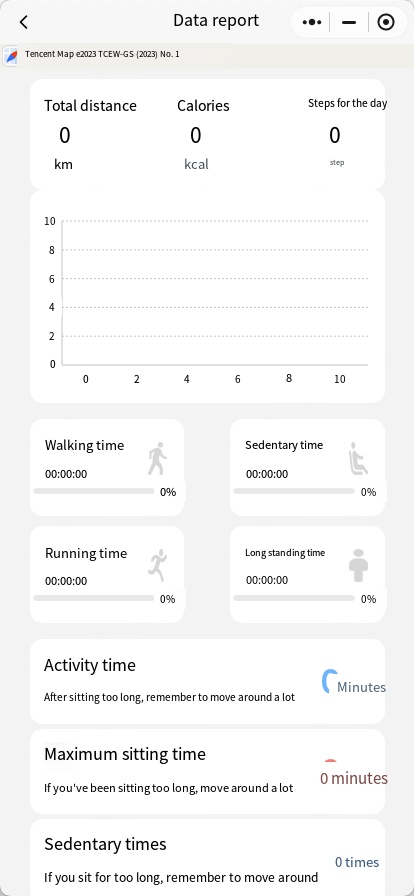 Data report
Tencent Map e2023 TCEW-GS (2023) No. 1
Total distance Calories Steps for the day
0 0 0
km kcal step
10
8
6
4
2
0
0 2 4 6 8 10
Walking time Sedentary time
00:00:00 00:00:00
0% 0%
Running time Long standing time
00:00:00 00:00:00
0% 0%
Activity time
Minutes
After sitting too long, remember to move around a lot
Maximum sitting time
0 minutes
If you've been sitting too long, move around a lot
Sedentary times
0 times
If you sit for too long, remember to move around